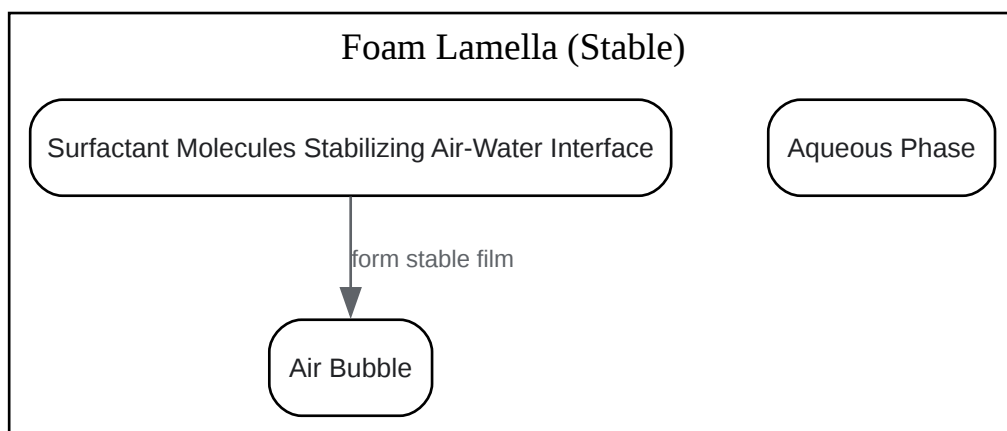 Foam Lamella (Stable)
Surfactant Molecules Stabilizing Air-Water Interface
Aqueous Phase
form stable film
Air Bubble